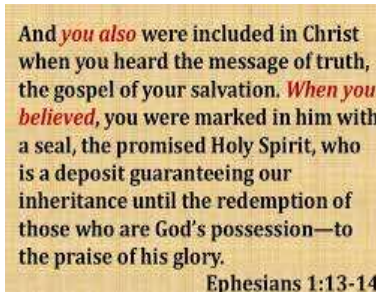 And you also were included in Christ
when you heard the message of truth,
the gospel of your salvation. When you
believed, you were marked in him with
a seal, the promised Holy Spirit, who
is a deposit guaranteeing our
inheritance until the redemption of
those who are God's possession—to
the praise of his glory.
Ephesians 1:13-14